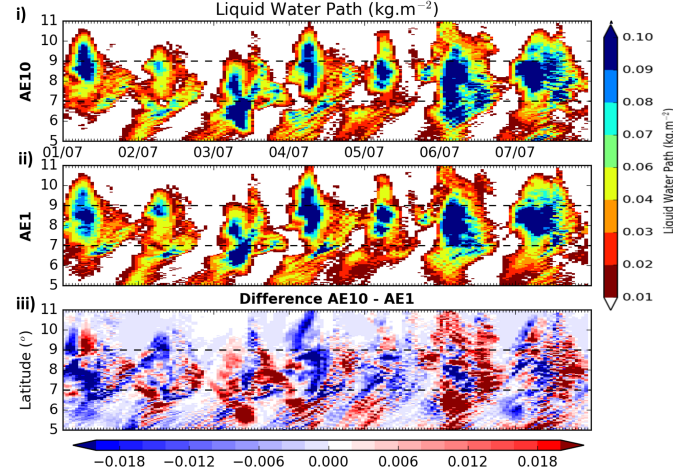 i)
Liquid Water Path (kg.m⁻²)
AE10
11
10
9
8
7
6
5
01/07 02/07 03/07 04/07 05/07 06/07 07/07
ii)
AE1
11
10
9
8
7
6
5
iii)
Difference AE10 - AE1
Latitude (°)
11
10
9
8
7
6
5
−0.018 −0.012 −0.006 0.000 0.006 0.012 0.018
0.10
0.09
0.08
0.07
0.06
0.04
0.03
0.02
0.01
Liquid Water Path (kg.m⁻²)